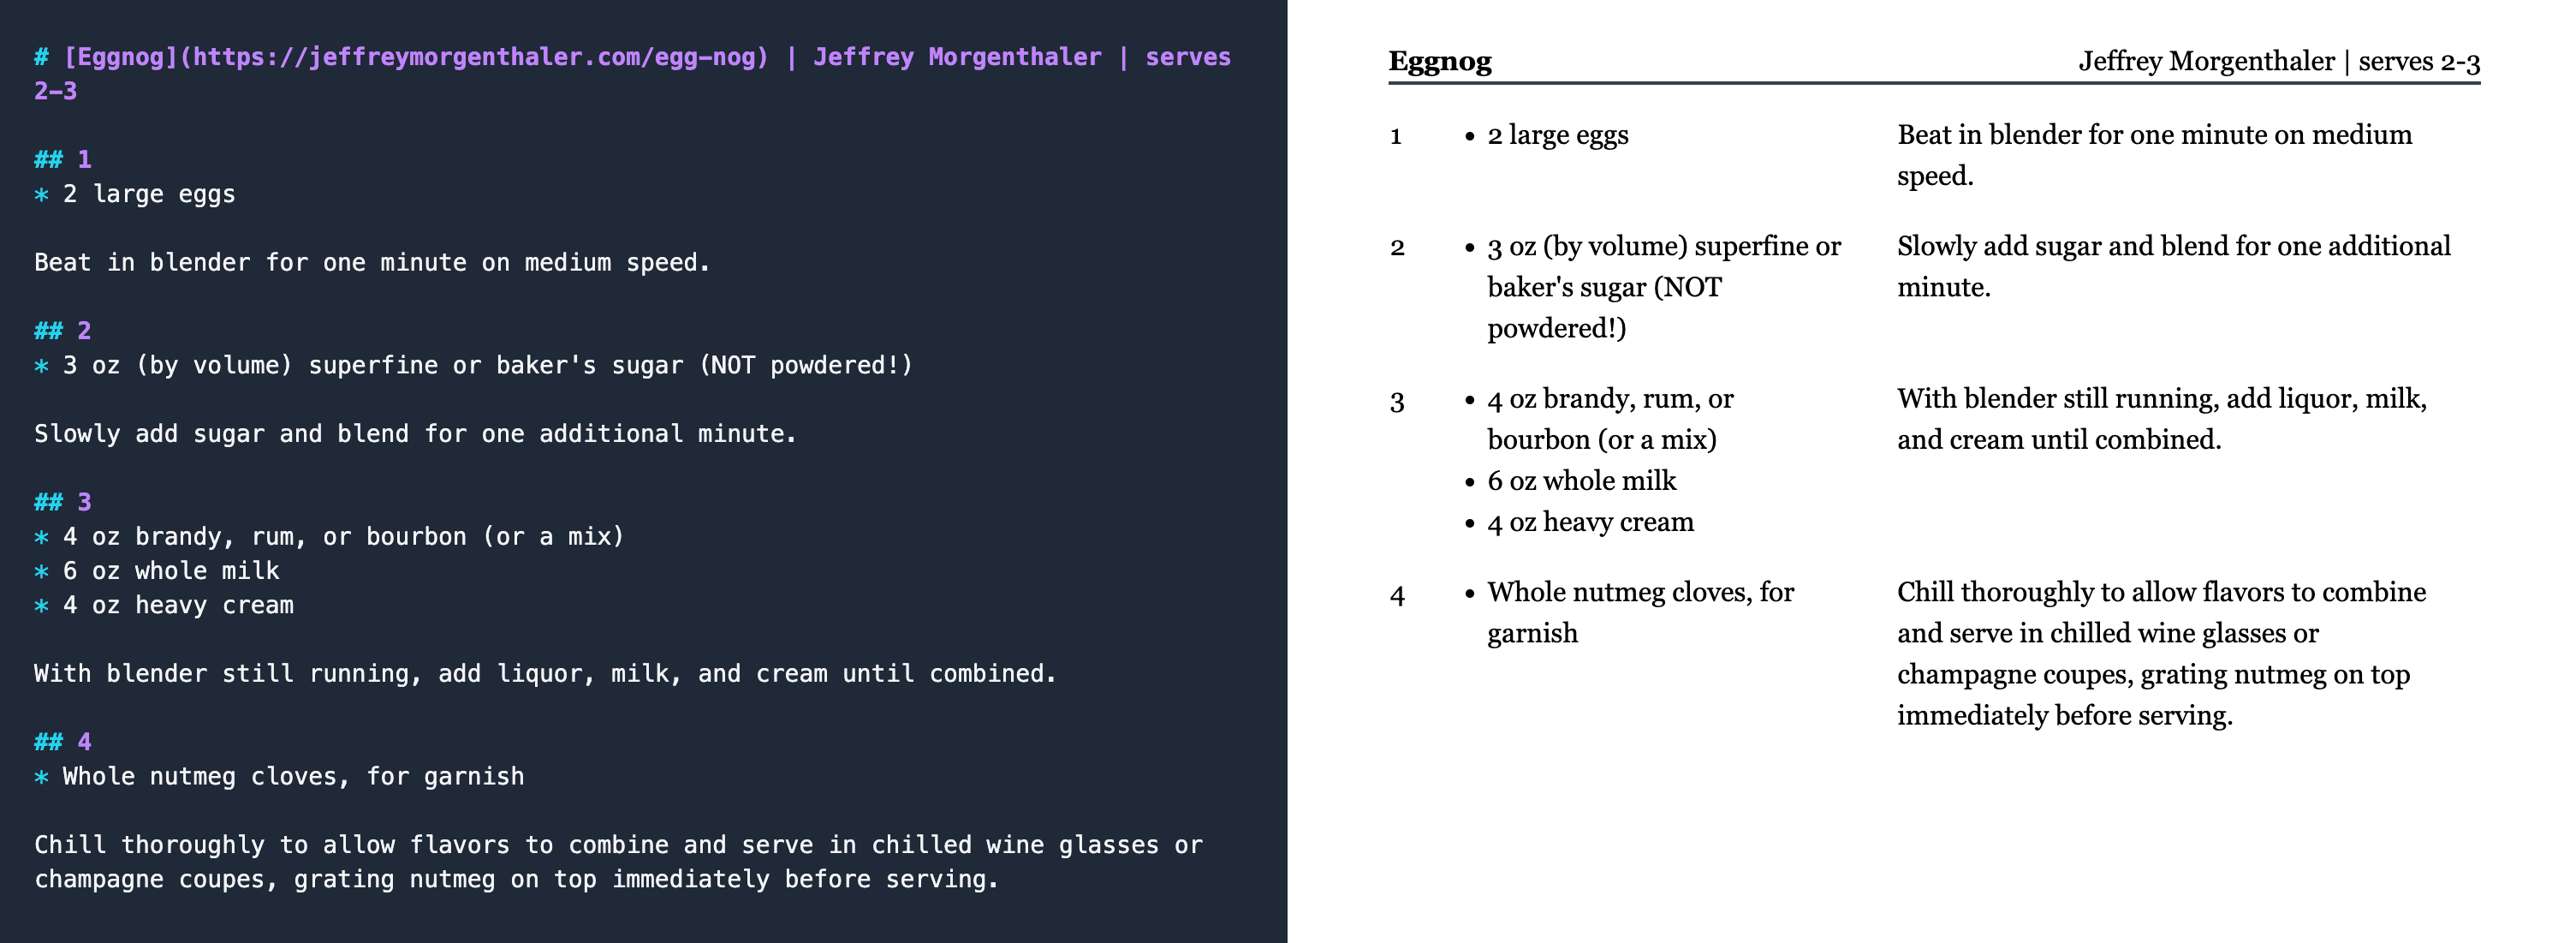 # [Eggnog](https://jeffreymorgenthaler.com/egg-nog) | Jeffrey Morgenthaler | serves
2-3
## 1
* 2 large eggs
Beat in blender for one minute on medium speed.
## 2
* 3 oz (by volume) superfine or baker's sugar (NOT powdered!)
Slowly add sugar and blend for one additional minute.
## 3
* 4 oz brandy, rum, or bourbon (or a mix)
* 6 oz whole milk
* 4 oz heavy cream
With blender still running, add liquor, milk, and cream until combined.
## 4
* Whole nutmeg cloves, for garnish
Chill thoroughly to allow flavors to combine and serve in chilled wine glasses or
champagne coupes, grating nutmeg on top immediately before serving.
Eggnog
Jeffrey Morgenthaler | serves 2-3
1
• 2 large eggs
Beat in blender for one minute on medium
speed.
2
• 3 oz (by volume) superfine or
baker's sugar (NOT
powdered!)
Slowly add sugar and blend for one additional
minute.
3
• 4 oz brandy, rum, or
bourbon (or a mix)
• 6 oz whole milk
• 4 oz heavy cream
With blender still running, add liquor, milk,
and cream until combined.
4
• Whole nutmeg cloves, for
garnish
Chill thoroughly to allow flavors to combine
and serve in chilled wine glasses or
champagne coupes, grating nutmeg on top
immediately before serving.